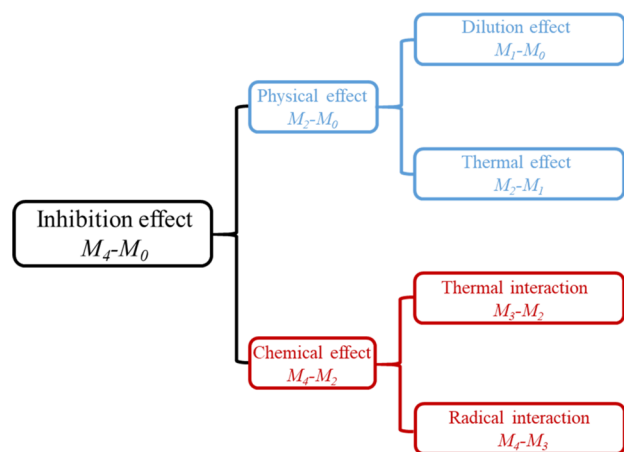 Dilution effect
M₁-M₀
Physical effect
M₂-M₀
Thermal effect
M₂-M₁
Inhibition effect
M₄-M₀
Thermal interaction
M₃-M₂
Chemical effect
M₄-M₂
Radical interaction
M₄-M₃